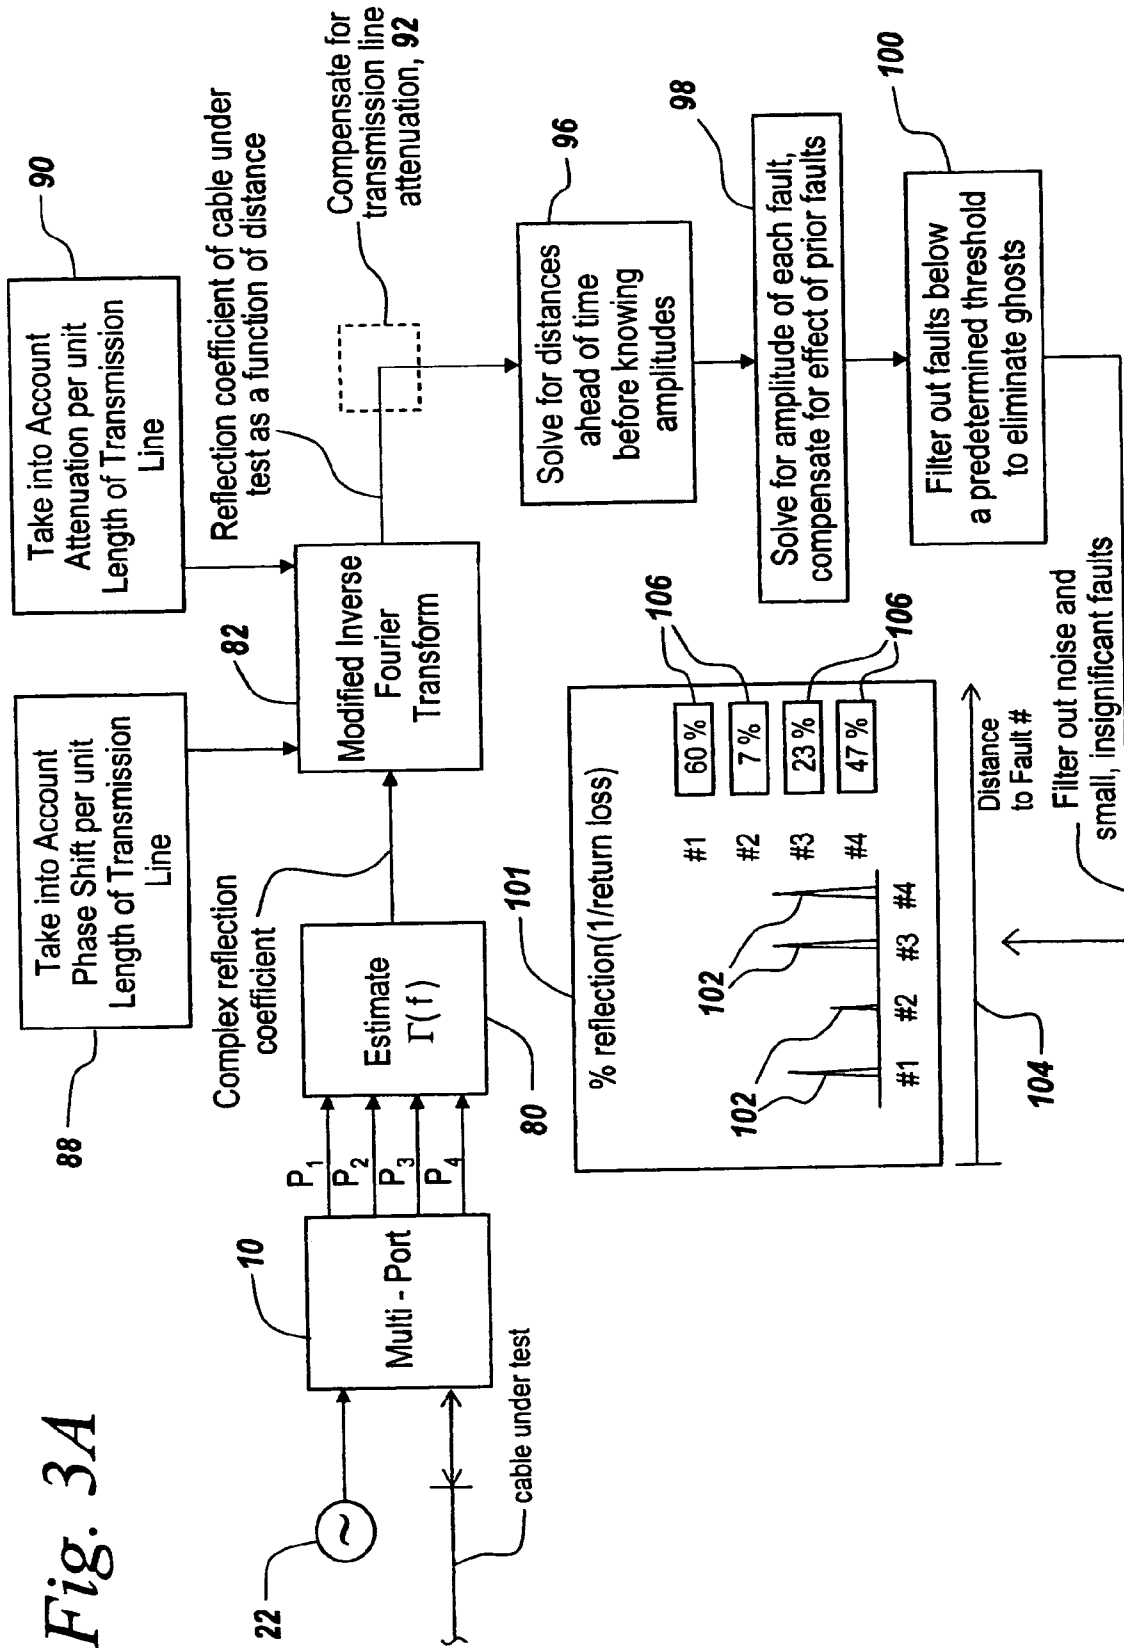 Fig. 3A
22
cable under test
10
Multi - Port
P1
P2
P3
P4
Estimate
Γ(f)
80
Complex reflection
coefficient
88
Take into Account
Phase Shift per unit
Length of Transmission
Line
82
Modified Inverse
Fourier
Transform
90
Take into Account
Attenuation per unit
Length of Transmission
Line
Reflection coefficient of cable under
test as a function of distance
Compensate for
transmission line
attenuation, 92
96
Solve for distances
ahead of time
before knowing
amplitudes
98
Solve for amplitude of each fault,
compensate for effect of prior faults
100
Filter out faults below
a predetermined threshold
to eliminate ghosts
Filter out noise and
small, insignificant faults
101
% reflection(1/return loss)
#1 60 %
#2 7 %
#3 23 %
#4 47 %
106
106
102
102
102
#1 #2 #3 #4
104
Distance
to Fault #